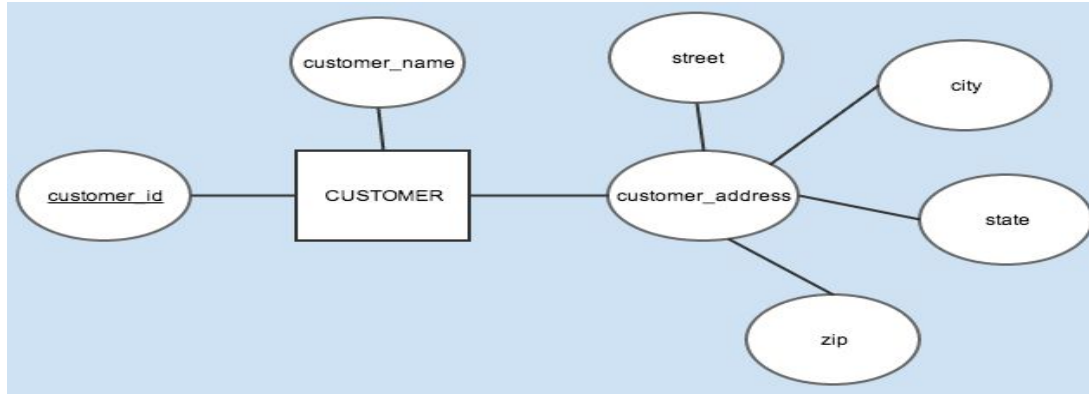 customer_name
street
city
customer_id
CUSTOMER
customer_address
state
zip